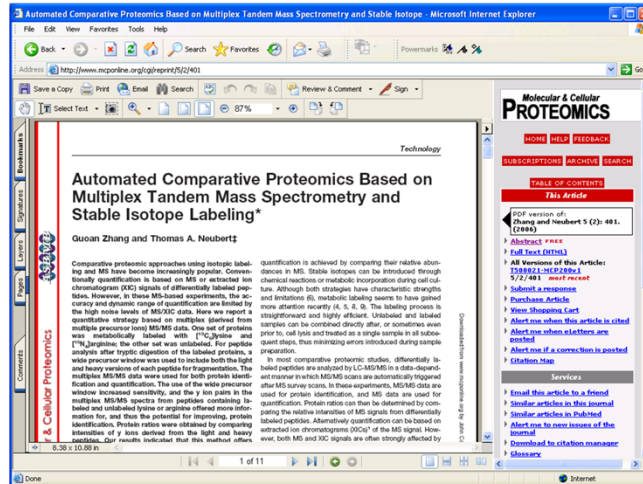 Automated Comparative Proteomics Based on Multiplex Tandem Mass Spectrometry and Stable Isotope - Microsoft Internet Explorer
File Edit View Favorites Tools Help
Back Search Favorites Powermarks
Address http://www.mcponline.org/cgi/reprint/5/2/401 Go
Save a Copy Print Email Search Review & Comment Sign
Select Text 87%
Bookmarks
Signatures
Layers
Pages
Comments
Technology
Automated Comparative Proteomics Based on
Multiplex Tandem Mass Spectrometry and
Stable Isotope Labeling*
Guoan Zhang and Thomas A. Neubert‡
Comparative proteomic approaches using isotopic label-
ing and MS have become increasingly popular. Conven-
tionally quantification is based on MS or extracted ion
chromatogram (XIC) signals of differentially labeled pep-
tides. However, in these MS-based experiments, the ac-
curacy and dynamic range of quantification are limited by
the high noise levels of MS/XIC data. Here we report a
quantitative strategy based on multiplex (derived from
multiple precursor ions) MS/MS data. One set of proteins
was metabolically labeled with [¹³C₆]lysine and
[¹⁵N₄]arginine; the other set was unlabeled. For peptide
analysis after tryptic digestion of the labeled proteins, a
wide precursor window was used to include both the light
and heavy versions of each peptide for fragmentation. The
multiplex MS/MS data were used for both protein identi-
fication and quantification. The use of the wide precursor
window increased sensitivity, and the y ion pairs in the
multiplex MS/MS spectra from peptides containing la-
beled and unlabeled lysine or arginine offered more infor-
mation for, and thus the potential for improving, protein
identification. Protein ratios were obtained by comparing
intensities of y ions derived from the light and heavy
peptides. Our results indicated that this method offers
quantification is achieved by comparing their relative abun-
dances in MS. Stable isotopes can be introduced through
chemical reactions or metabolic incorporation during cell cul-
ture. Although both strategies have characteristic strengths
and limitations (6), metabolic labeling seems to have gained
more attention recently (4, 5, 8, 9). The labeling process is
straightforward and highly efficient. Unlabeled and labeled
samples can be combined directly after, or sometimes even
prior to, cell lysis and treated as a single sample in all subse-
quent steps, thus minimizing errors introduced during sample
preparation.
In most comparative proteomics studies, differentially la-
beled peptides are analyzed by LC-MS/MS in a data-depend-
ent manner in which MS/MS scans are automatically triggered
after MS survey scans. In these experiments, MS/MS data are
used for protein identification, and MS data are used for
quantification. Protein ratios can then be determined by com-
paring the relative intensities of MS signals from differentially
labeled peptides. Alternatively quantification can be based on
extracted ion chromatograms (XICs)¹ of the MS signal. How-
ever, both MS and XIC signals are often strongly affected by
Downloaded from www.mcponline.org by John
r & Cellular Proteomics
8.38 x 10.88 in
1 of 11
Molecular & Cellular
PROTEOMICS
HOME HELP FEEDBACK
SUBSCRIPTIONS ARCHIVE SEARCH
TABLE OF CONTENTS
This Article
PDF version of:
Zhang and Neubert 5 (2): 401.
(2006)
Abstract FREE
Full Text (HTML)
All Versions of this Article:
T500021-MCP200v1
5/2/401 most recent
Submit a response
Purchase Article
View Shopping Cart
Alert me when this article is cited
Alert me when eLetters are
posted
Alert me if a correction is posted
Citation Map
Services
Email this article to a friend
Similar articles in this journal
Similar articles in PubMed
Alert me to new issues of the
journal
Download to citation manager
Glossary
Done Internet